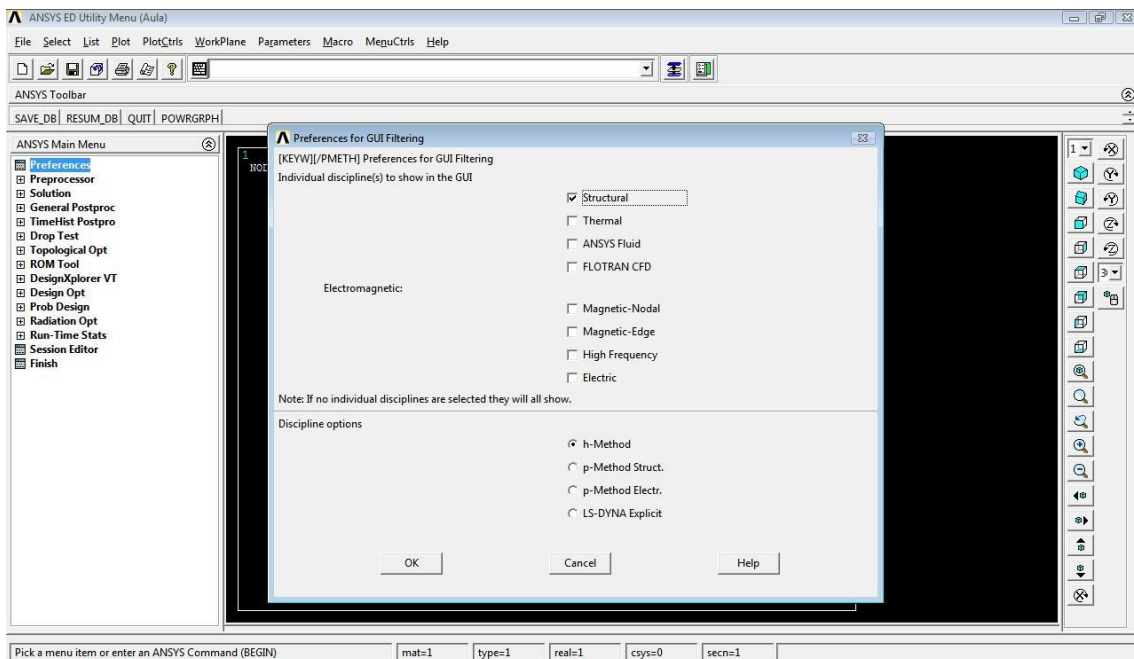 ANSYS ED Utility Menu (Aula)
File Select List Plot PlotCtrls WorkPlane Parameters Macro MenuCtrls Help
ANSYS Toolbar
SAVE_DB RESUM_DB QUIT POWRGRPH
ANSYS Main Menu
Preferences
Preprocessor
Solution
General Postproc
TimeHist Postpro
Drop Test
Topological Opt
ROM Tool
DesignXplorer VT
Design Opt
Prob Design
Radiation Opt
Run-Time Stats
Session Editor
Finish
1
NOD
Preferences for GUI Filtering
[KEYW][/PMETH] Preferences for GUI Filtering
Individual discipline(s) to show in the GUI
Structural
Thermal
ANSYS Fluid
FLOTRAN CFD
Electromagnetic:
Magnetic-Nodal
Magnetic-Edge
High Frequency
Electric
Note: If no individual disciplines are selected they will all show.
Discipline options
h-Method
p-Method Struct.
p-Method Electr.
LS-DYNA Explicit
OK Cancel Help
1
Pick a menu item or enter an ANSYS Command (BEGIN) mat=1 type=1 real=1 csys=0 secn=1